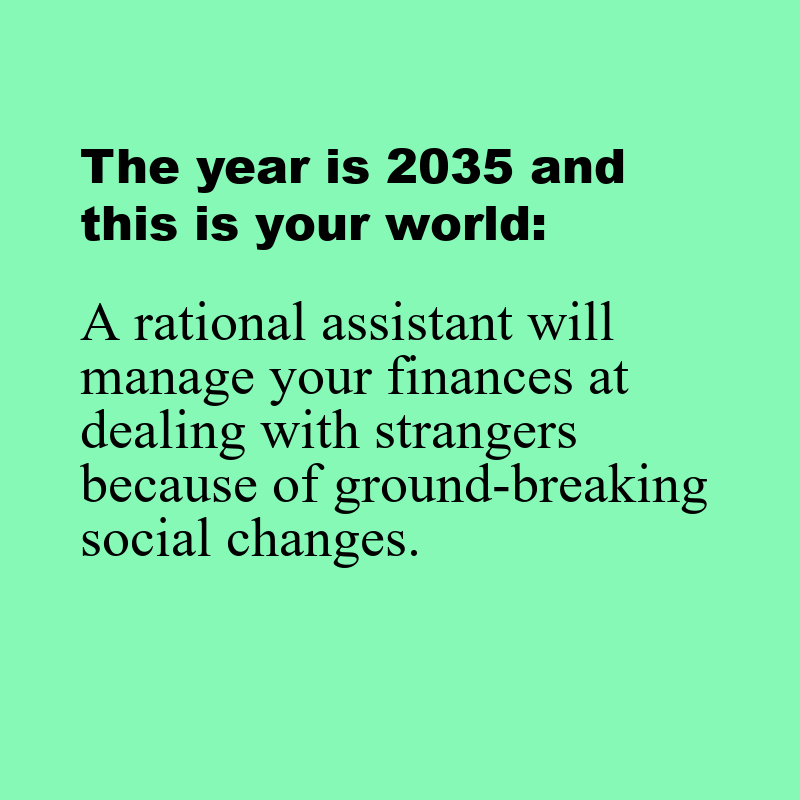 The year is 2035 and
this is your world:
A rational assistant will
manage your finances at
dealing with strangers
because of ground-breaking
social changes.